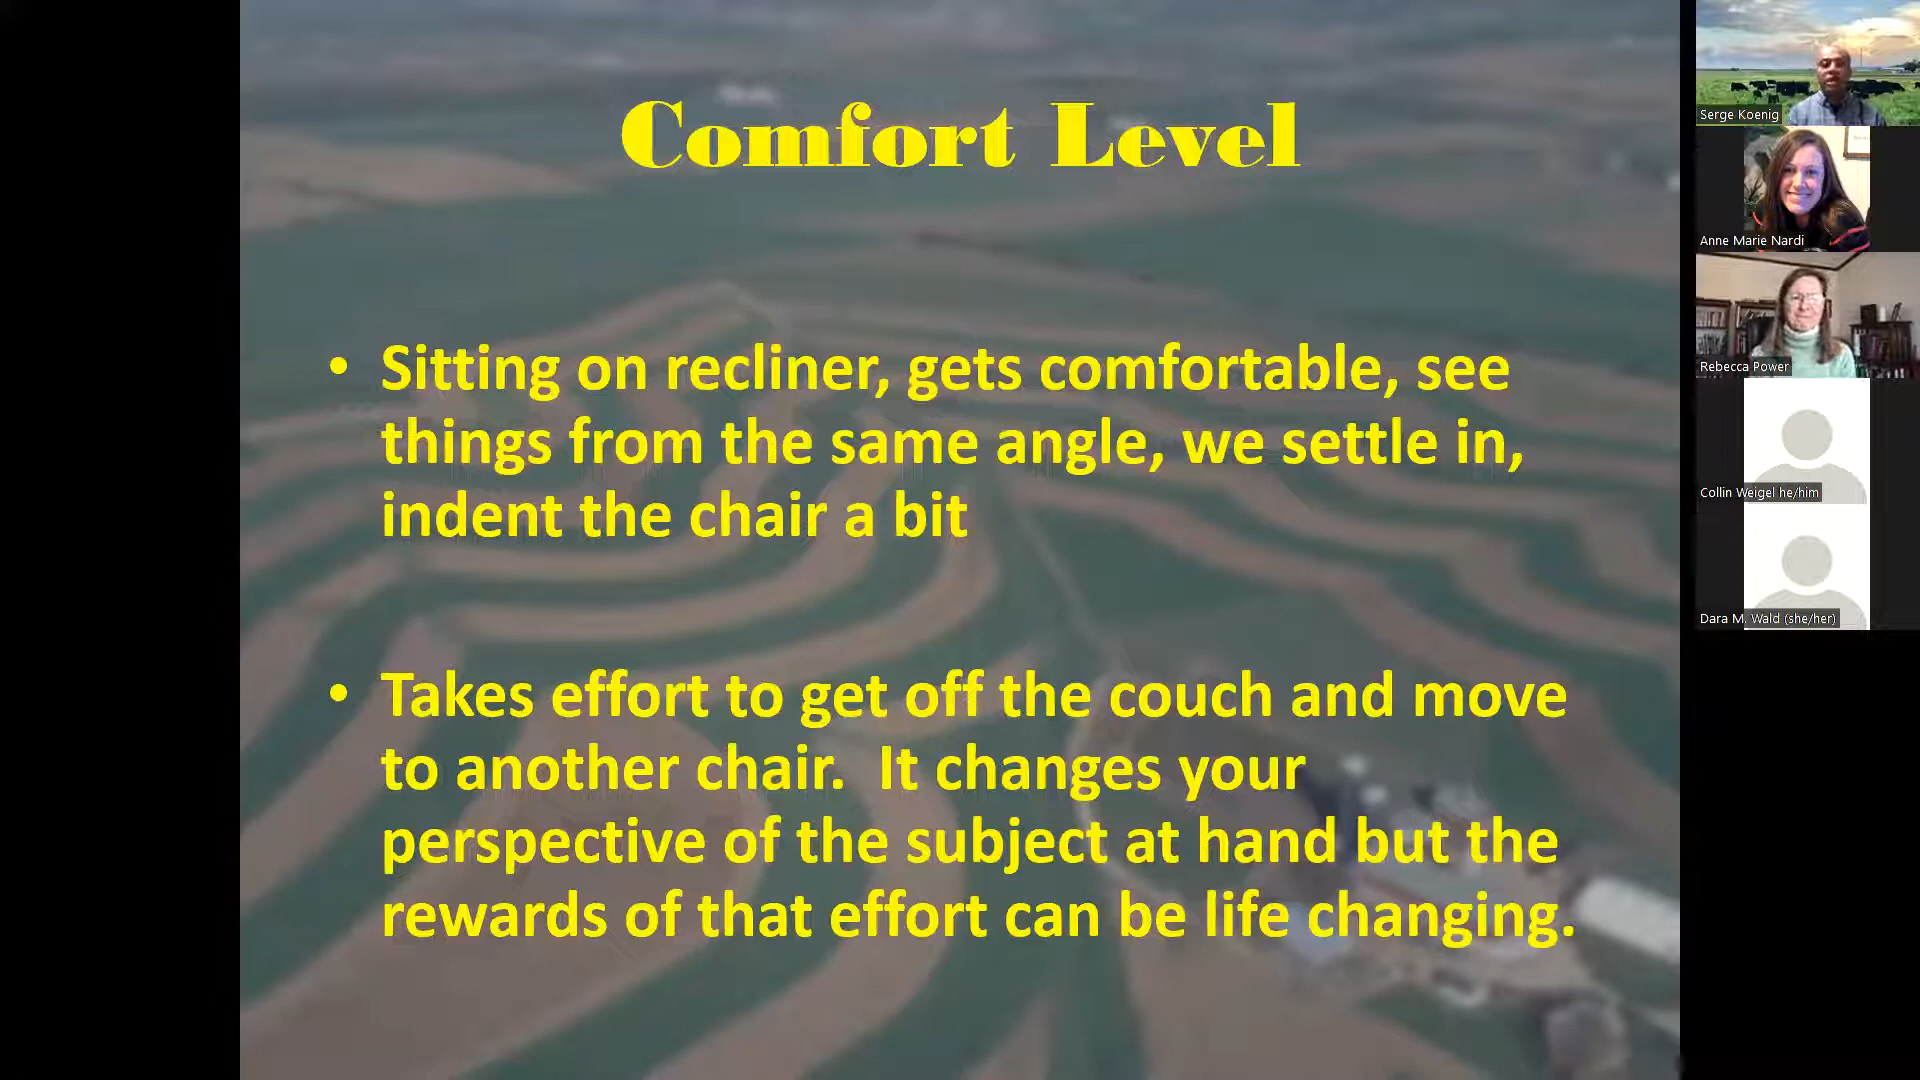 Comfort Level
• Sitting on recliner, gets comfortable, see
things from the same angle, we settle in,
indent the chair a bit
• Takes effort to get off the couch and move
to another chair.  It changes your
perspective of the subject at hand but the
rewards of that effort can be life changing.
Serge Koenig
Anne Marie Nardi
Rebecca Power
Collin Weigel he/him
Dara M. Wald (she/her)